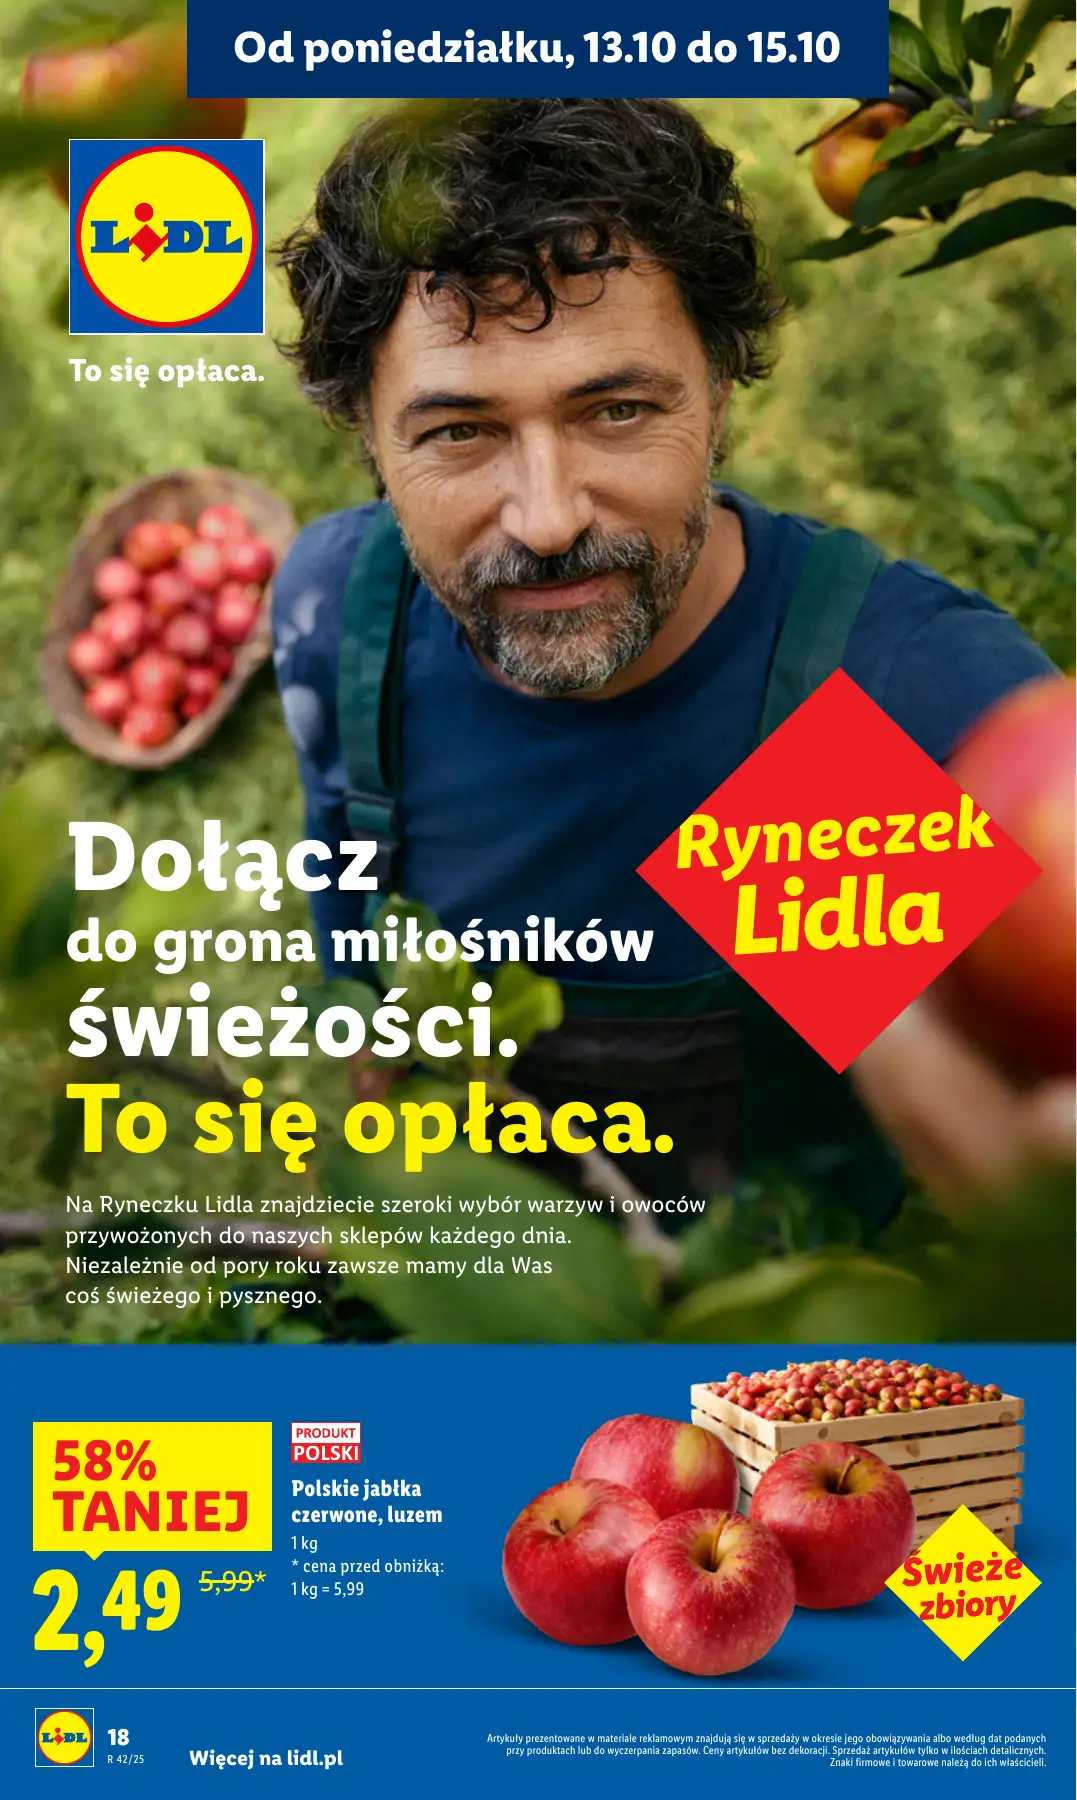 Od poniedziałku, 13.10 do 15.10
LIDL
To się opłaca.
Ryneczek
Lidla
Dołącz
do grona miłośników
świeżości.
To się opłaca.
Na Ryneczku Lidla znajdziecie szeroki wybór warzyw i owoców
przywożonych do naszych sklepów każdego dnia.
Niezależnie od pory roku zawsze mamy dla Was
coś świeżego i pysznego.
58%
TANIEJ
2,49
5,99*
PRODUKT
POLSKI
Polskie jabłka
czerwone, luzem
1 kg
* cena przed obniżką:
1 kg = 5,99
Świeże
zbiory
LIDL
18
R 42/25
Więcej na lidl.pl
Artykuły prezentowane w materiale reklamowym znajdują się w sprzedaży w okresie jego obowiązywania albo według dat podanych
przy produktach lub do wyczerpania zapasów. Ceny artykułów bez dekoracji. Sprzedaż artykułów tylko w ilościach detalicznych.
Znaki firmowe i towarowe należą do ich właścicieli.